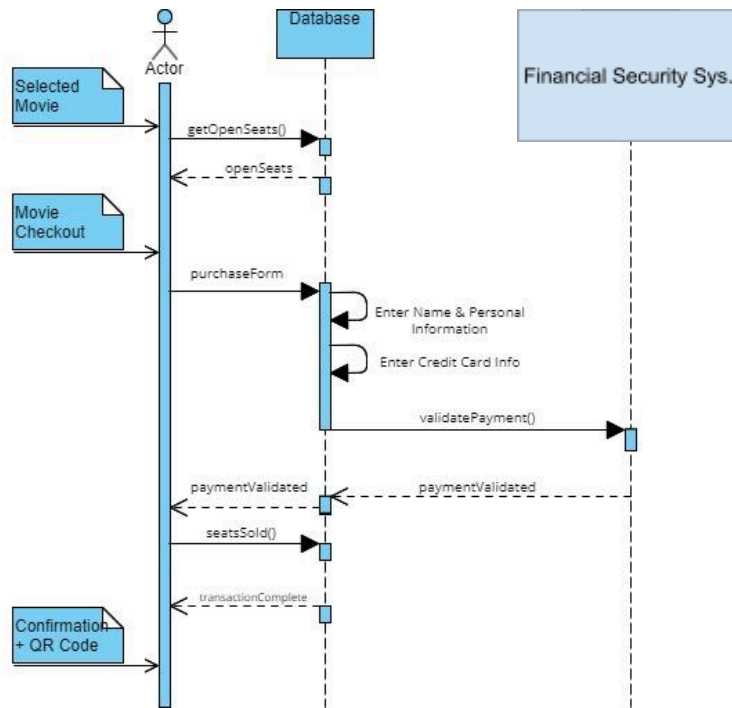 Database
Financial Security Sys.
Actor
Selected
Movie
getOpenSeats()
openSeats
Movie
Checkout
purchaseForm
Enter Name & Personal
Information
Enter Credit Card Info
validatePayment()
paymentValidated
paymentValidated
seatsSold()
transactionComplete
Confirmation
+ QR Code